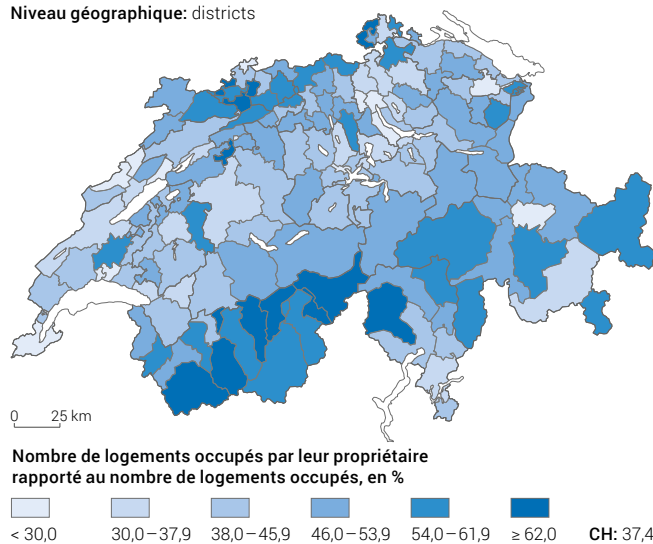 Niveau géographique: districts
0 25 km
Nombre de logements occupés par leur propriétaire
rapporté au nombre de logements occupés, en %
< 30,0 30,0–37,9 38,0–45,9 46,0–53,9 54,0–61,9 ≥ 62,0 CH: 37,4